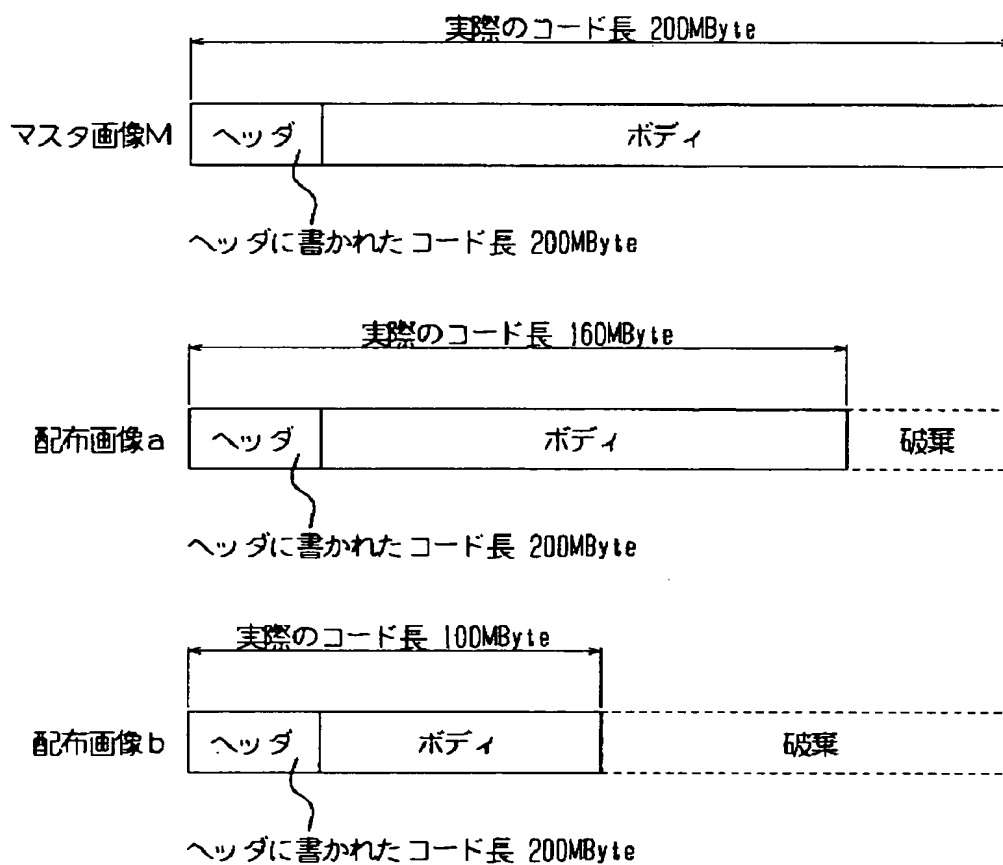 実際のコード長 200MByte
マスタ画像M
ヘッダ
ボディ
ヘッダに書かれたコード長 200MByte
実際のコード長 160MByte
配布画像a
ヘッダ
ボディ
破棄
ヘッダに書かれたコード長 200MByte
実際のコード長 100MByte
配布画像b
ヘッダ
ボディ
破棄
ヘッダに書かれたコード長 200MByte